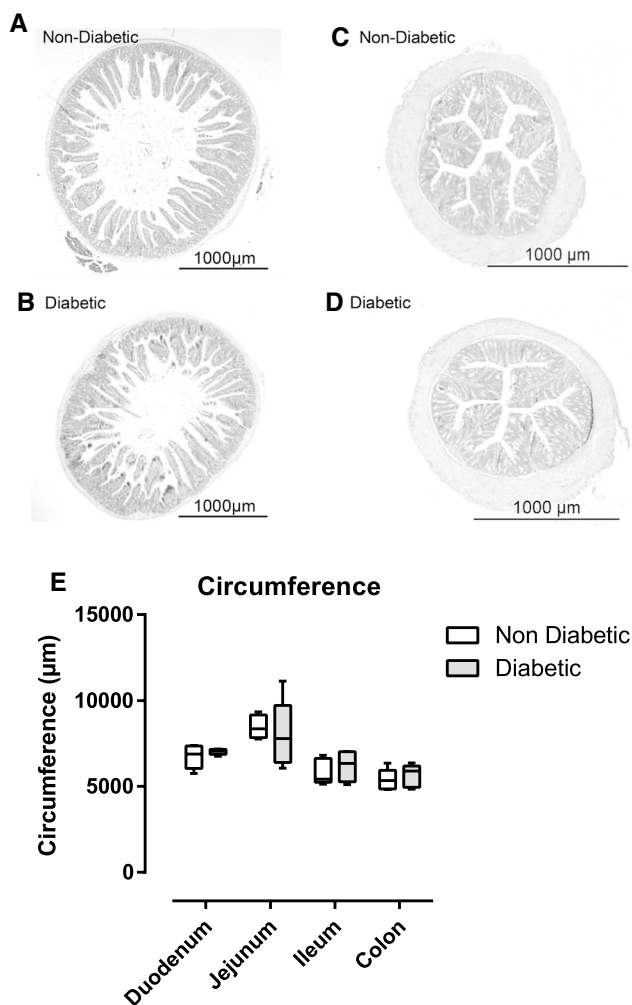 A
Non-Diabetic
1000µm
C
Non-Diabetic
1000 µm
B
Diabetic
1000µm
D
Diabetic
1000 µm
E
Circumference
Circumference (µm)
15000
10000
5000
0
Non Diabetic
Diabetic
Duodenum
Jejunum
Ileum
Colon